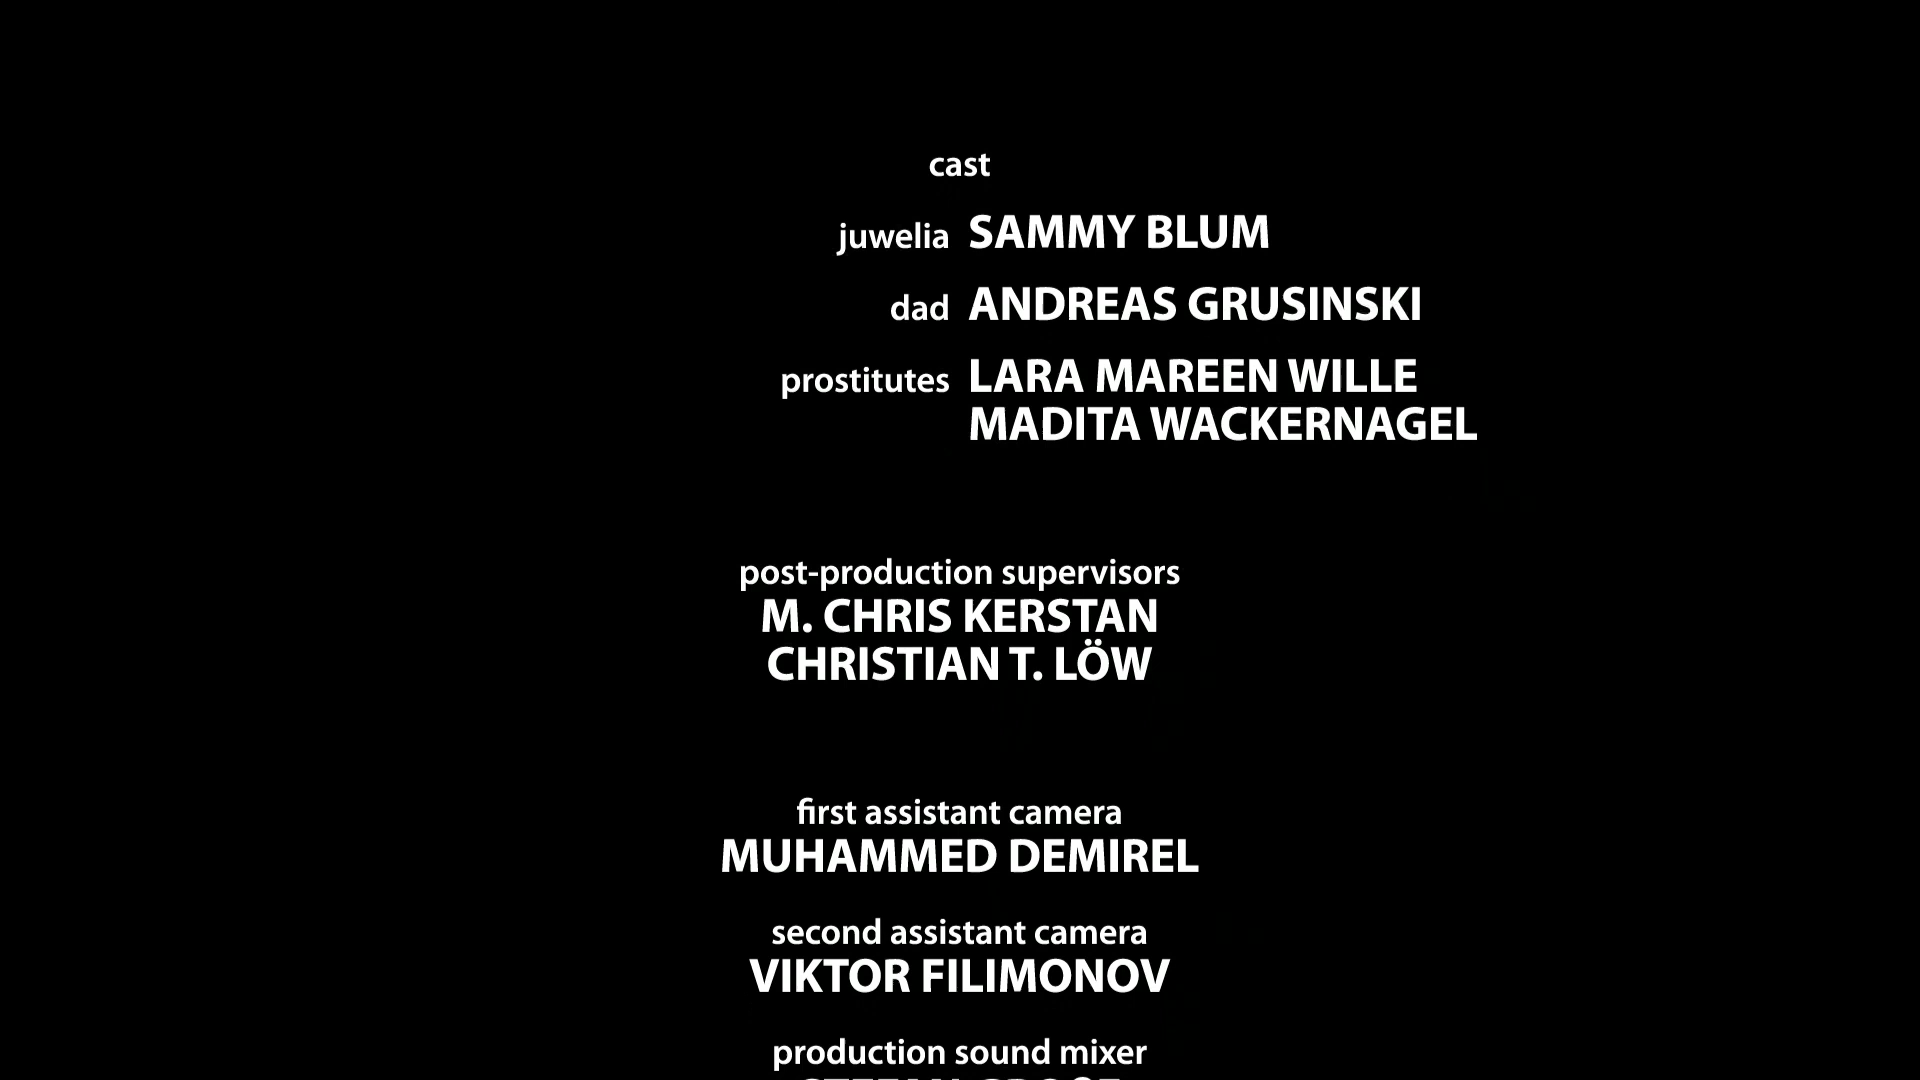 cast
juwelia SAMMY BLUM
dad ANDREAS GRUSINSKI
prostitutes LARA MAREEN WILLE
MADITA WACKERNAGEL
post-production supervisors
M. CHRIS KERSTAN
CHRISTIAN T. LÖW
first assistant camera
MUHAMMED DEMIREL
second assistant camera
VIKTOR FILIMONOV
production sound mixer